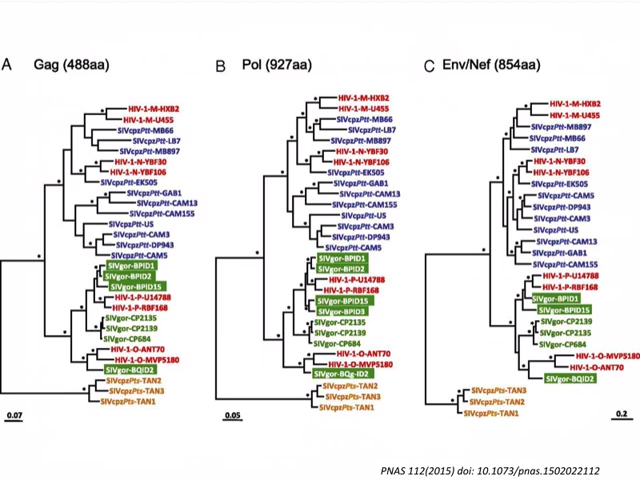 A Gag (488aa)
HIV-1-M-HXB2
HIV-1-M-U455
SIVcpzPtt-MB66
SIVcpzPtt-LB7
SIVcpzPtt-MB897
HIV-1-N-YBF30
HIV-1-N-YBF106
SIVcpzPtt-EK505
SIVcpzPtt-GAB1
SIVcpzPtt-CAM13
SIVcpzPtt-CAM155
SIVcpzPtt-US
SIVcpzPtt-CAM3
SIVcpzPtt-DP943
SIVcpzPtt-CAM5
SIVgor-BPID1
SIVgor-BPID2
SIVgor-BPID15
HIV-1-P-U14788
HIV-1-P-RBF168
SIVgor-CP2135
SIVgor-CP2139
SIVgor-CP684
HIV-1-O-ANT70
HIV-1-O-MVP5180
SIVgor-BQID2
SIVcpzPts-TAN2
SIVcpzPts-TAN3
SIVcpzPts-TAN1
0.07
B Pol (927aa)
HIV-1-M-HXB2
HIV-1-M-U455
SIVcpzPtt-MB66
SIVcpzPtt-LB7
SIVcpzPtt-MB897
HIV-1-N-YBF30
HIV-1-N-YBF106
SIVcpzPtt-EK505
SIVcpzPtt-GAB1
SIVcpzPtt-CAM13
SIVcpzPtt-CAM155
SIVcpzPtt-US
SIVcpzPtt-CAM3
SIVcpzPtt-DP943
SIVcpzPtt-CAM5
SIVgor-BPID1
SIVgor-BPID2
HIV-1-P-U14788
HIV-1-P-RBF168
SIVgor-BPID15
SIVgor-BPID3
SIVgor-CP2135
SIVgor-CP2139
SIVgor-CP684
HIV-1-O-ANT70
HIV-1-O-MVP5180
SIVgor-BQg-ID2
SIVcpzPts-TAN2
SIVcpzPts-TAN3
SIVcpzPts-TAN1
0.05
C Env/Nef (854aa)
HIV-1-M-HXB2
HIV-1-M-U455
SIVcpzPtt-MB897
SIVcpzPtt-MB66
SIVcpzPtt-LB7
HIV-1-N-YBF30
HIV-1-N-YBF106
SIVcpzPtt-EK505
SIVcpzPtt-CAM5
SIVcpzPtt-DP943
SIVcpzPtt-CAM3
SIVcpzPtt-US
SIVcpzPtt-CAM13
SIVcpzPtt-GAB1
SIVcpzPtt-CAM155
HIV-1-P-U14788
HIV-1-P-RBF168
SIVgor-BPID1
SIVgor-BPID15
SIVgor-CP2139
SIVgor-CP2135
SIVgor-CP684
HIV-1-O-MVP5180
HIV-1-O-ANT70
SIVgor-BQID2
SIVcpzPts-TAN3
SIVcpzPts-TAN2
SIVcpzPts-TAN1
0.2
PNAS 112(2015) doi: 10.1073/pnas.1502022112